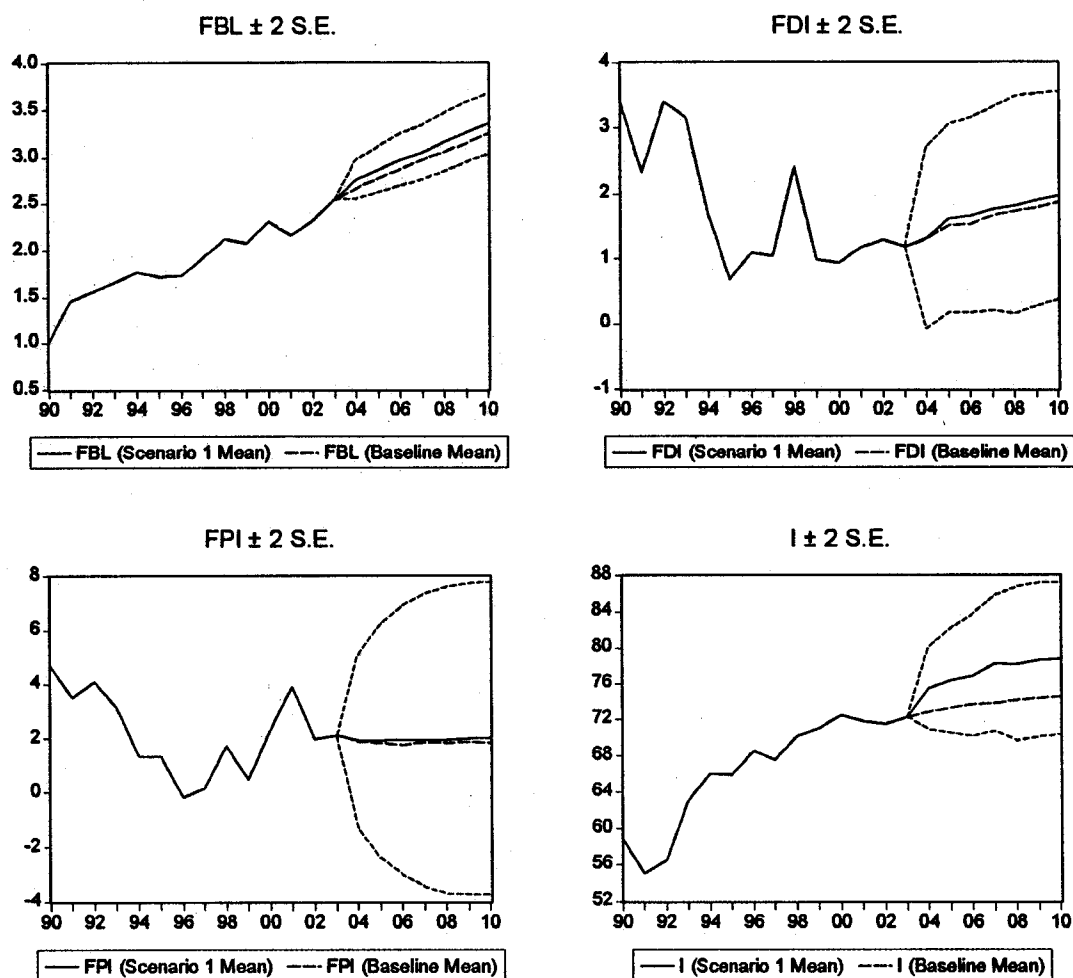 FBL ± 2 S.E.
4.0
3.5
3.0
2.5
2.0
1.5
1.0
0.5
90 92 94 96 98 00 02 04 06 08 10
FBL (Scenario 1 Mean) FBL (Baseline Mean)
FDI ± 2 S.E.
4
3
2
1
0
-1
90 92 94 96 98 00 02 04 06 08 10
FDI (Scenario 1 Mean) FDI (Baseline Mean)
FPI ± 2 S.E.
8
6
4
2
0
-2
-4
90 92 94 96 98 00 02 04 06 08 10
FPI (Scenario 1 Mean) FPI (Baseline Mean)
I ± 2 S.E.
88
84
80
76
72
68
64
60
56
52
90 92 94 96 98 00 02 04 06 08 10
I (Scenario 1 Mean) I (Baseline Mean)